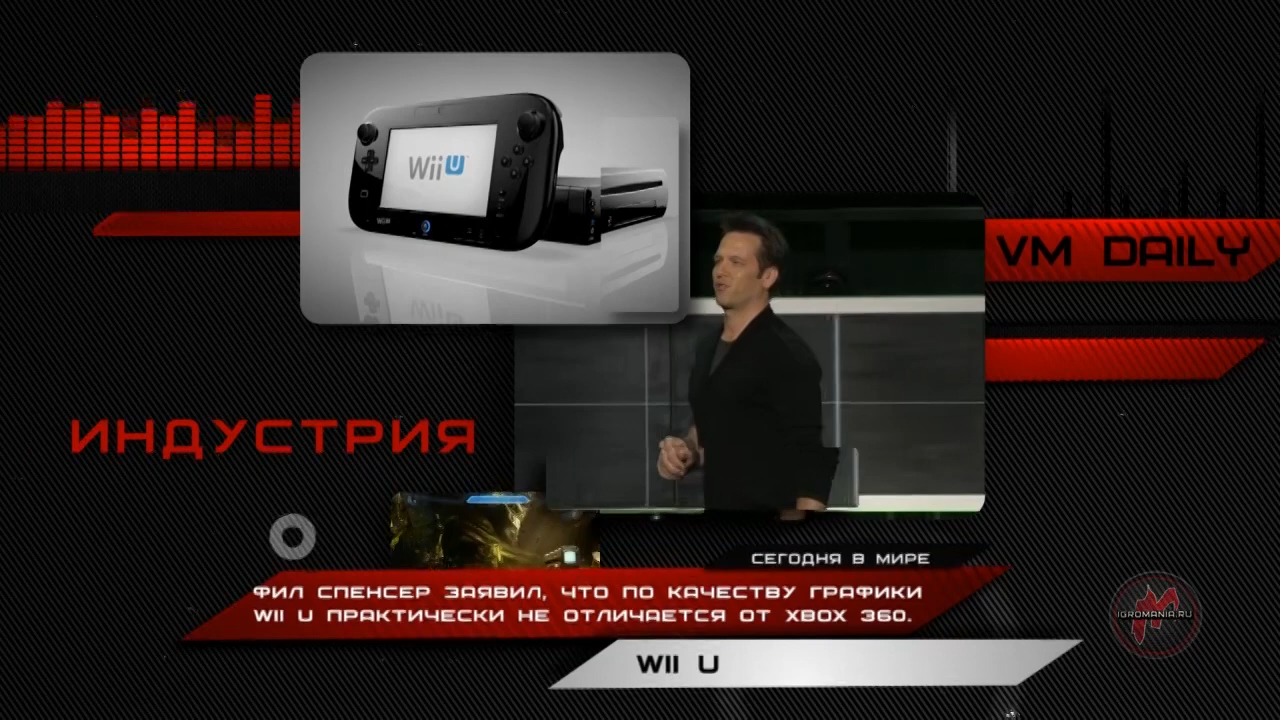 Wii U
Wii U
VM DAILY
ИНДУСТРИЯ
СЕГОДНЯ В МИРЕ
ФИЛ СПЕНСЕР ЗАЯВИЛ, ЧТО ПО КАЧЕСТВУ ГРАФИКИ
WII U ПРАКТИЧЕСКИ НЕ ОТЛИЧАЕТСЯ ОТ XBOX 360.
IGROMANIA.RU
WII U